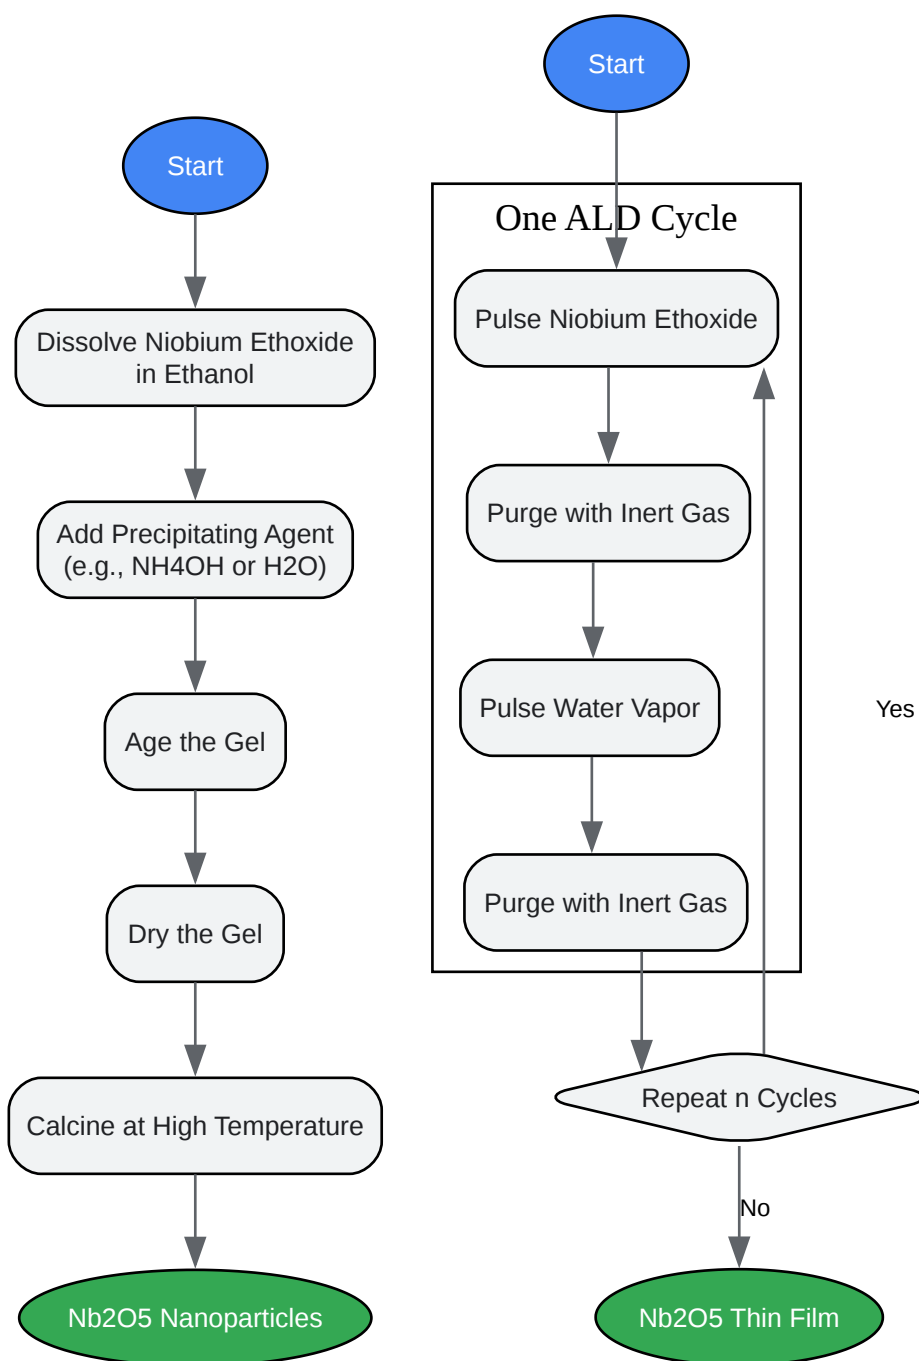 Start
Dissolve Niobium Ethoxide
in Ethanol
Add Precipitating Agent
(e.g., NH4OH or H2O)
Age the Gel
Dry the Gel
Calcine at High Temperature
Nb2O5 Nanoparticles
Start
One ALD Cycle
Pulse Niobium Ethoxide
Purge with Inert Gas
Pulse Water Vapor
Purge with Inert Gas
Yes
Repeat n Cycles
No
Nb2O5 Thin Film